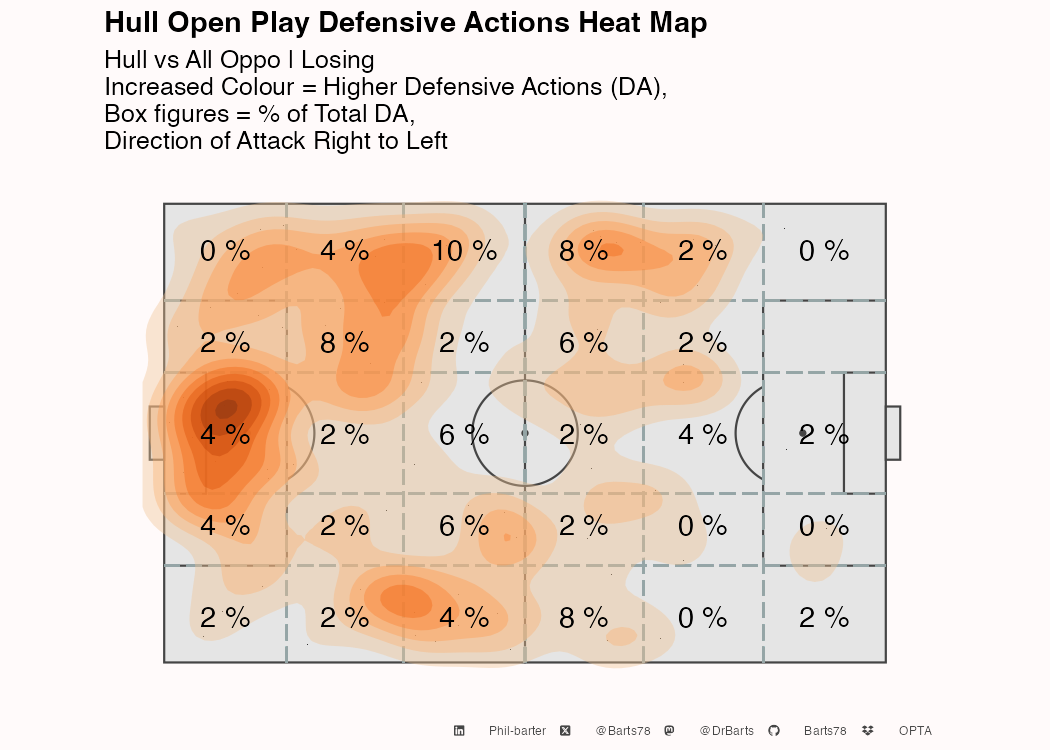 Hull Open Play Defensive Actions Heat Map
Hull vs All Oppo | Losing
Increased Colour = Higher Defensive Actions (DA),
Box figures = % of Total DA,
Direction of Attack Right to Left
0 % 4 % 10 % 8 % 2 % 0 %
2 % 8 % 2 % 6 % 2 %
4 % 2 % 6 % 2 % 4 % 2 %
4 % 2 % 6 % 2 % 0 % 0 %
2 % 2 % 4 % 8 % 0 % 2 %
Phil-barter @Barts78 @DrBarts Barts78 OPTA